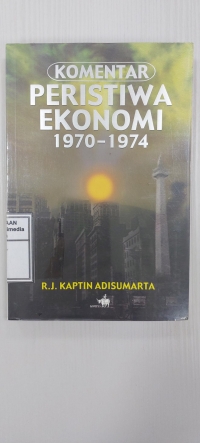 KOMENTAR
PERISTIWA
EKONOMI
1970-1974
R.J. KAPTIN ADISUMARTA